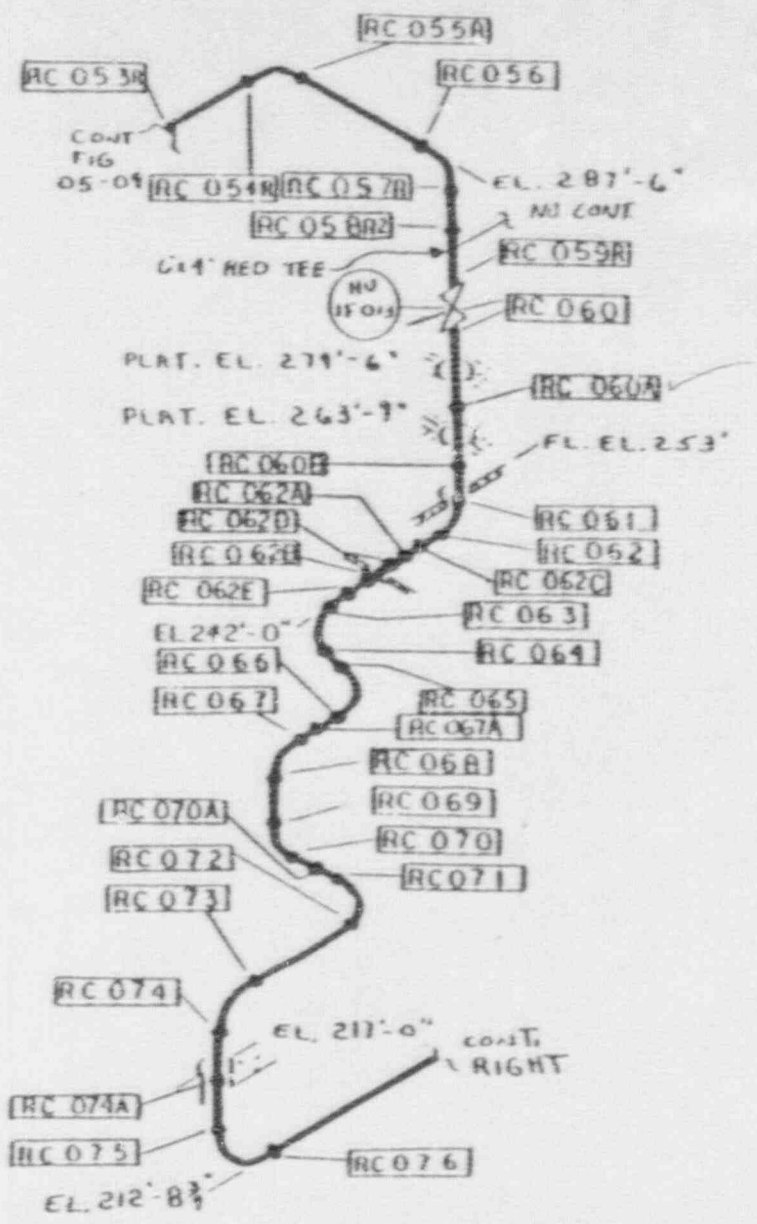 RC 055A
RC 053R
RC 056
CONT
FIG
RC 054R
RC 057R
EL. 287'-6"
RC 058R2
NO CONT
RC 059R
6x4" RED TEE
HV
RC 060
PLAT. EL. 279'-6"
RC 060A
PLAT. EL. 263'-9"
FL. EL. 253'
RC 060B
RC 062A
RC 062D
RC 061
RC 062B
RC 062
RC 062E
RC 062C
RC 063
EL 242'-0"
RC 064
RC 066
RC 067
RC 065
RC 067A
RC 068
RC 070A
RC 069
RC 070
RC 072
RC 071
RC 073
RC 074
EL. 217'-0"
CONT.
RIGHT
RC 074A
RC 075
RC 076
EL. 212'-8